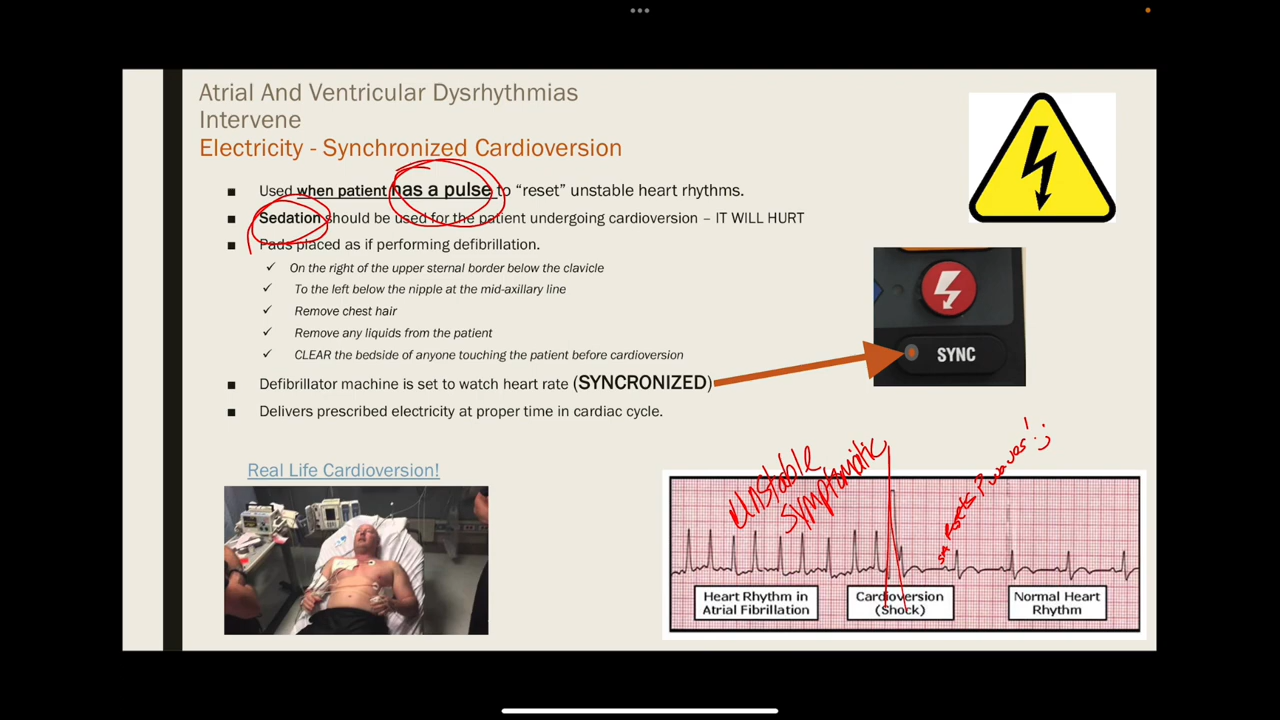 Atrial And Ventricular Dysrhythmias
Intervene
Electricity - Synchronized Cardioversion
Used when patient has a pulse to “reset” unstable heart rhythms.
Sedation should be used for the patient undergoing cardioversion – IT WILL HURT
Pads placed as if performing defibrillation.
On the right of the upper sternal border below the clavicle
To the left below the nipple at the mid-axillary line
Remove chest hair
Remove any liquids from the patient
CLEAR the bedside of anyone touching the patient before cardioversion
Defibrillator machine is set to watch heart rate (SYNCRONIZED)
Delivers prescribed electricity at proper time in cardiac cycle.
SYNC
Real Life Cardioversion!
Unstable
symptomatic
P waves!
Heart Rhythm in
Atrial Fibrillation
Cardioversion
(Shock)
Normal Heart
Rhythm